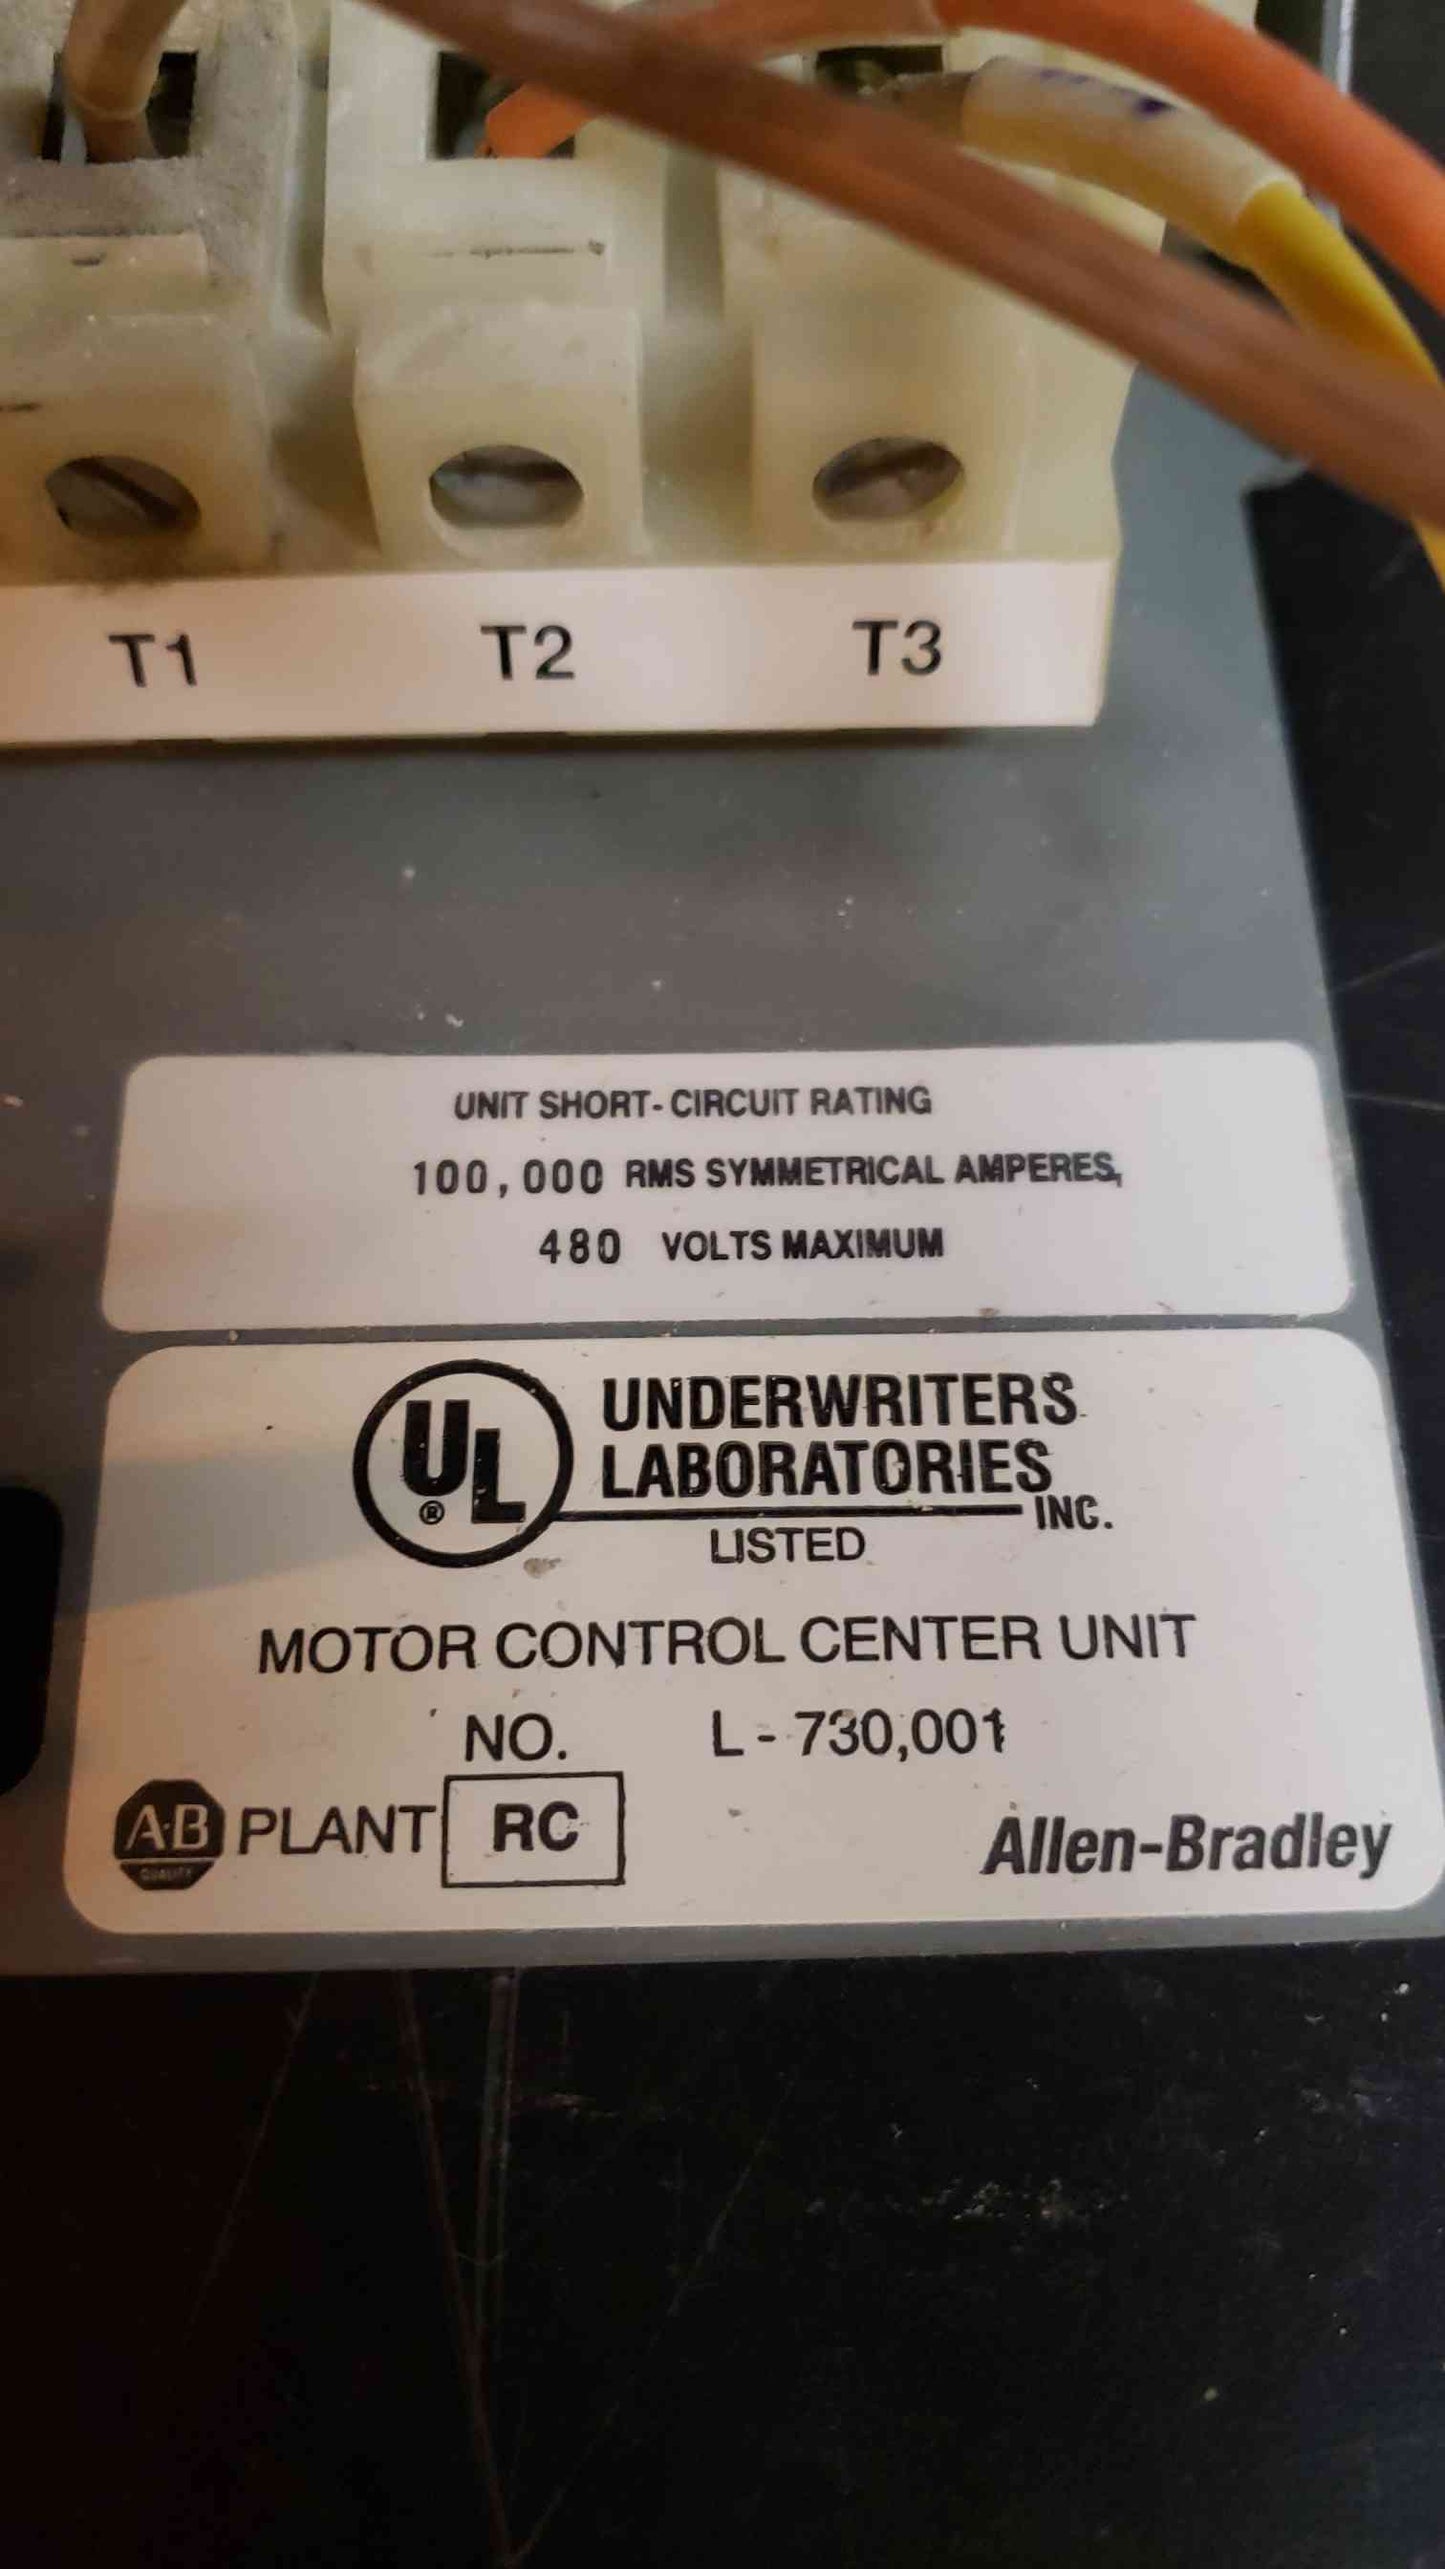 T1 T2 T3
UNIT SHORT-CIRCUIT RATING
100,000 RMS SYMMETRICAL AMPERES,
480 VOLTS MAXIMUM
UL ® UNDERWRITERS
LABORATORIES
INC.
LISTED
MOTOR CONTROL CENTER UNIT
NO. L-730,001
A-B QUALITY PLANT RC Allen-Bradley